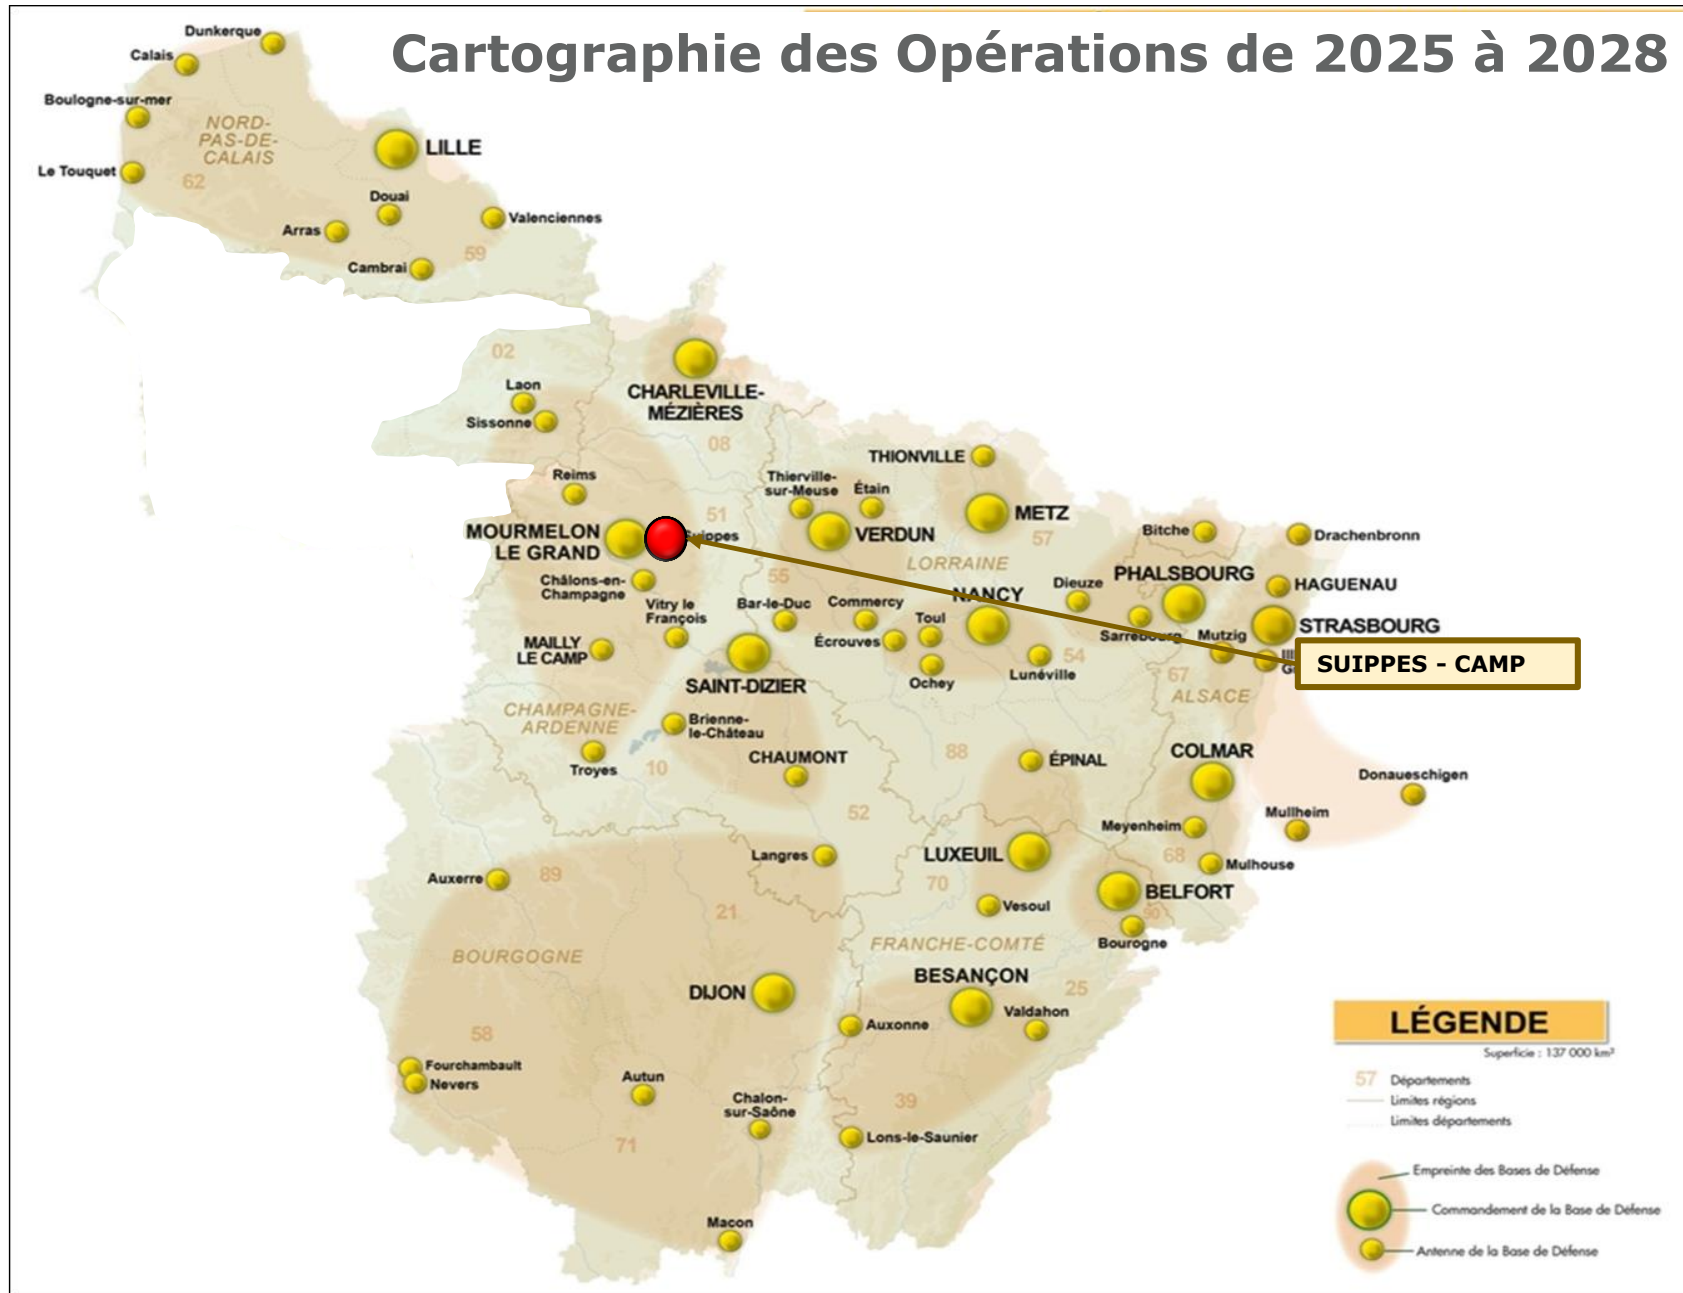 Cartographie des Opérations de 2025 à 2028
Dunkerque
Calais
Boulogne-sur-mer
NORD-
PAS-DE-
CALAIS
LILLE
Le Touquet
62
Douai
Valenciennes
Arras
59
Cambrai
02
Laon
Sissonne
CHARLEVILLE-
MÉZIÈRES
08
Reims
THIONVILLE
Thierville-
sur-Meuse
Étain
51
METZ
MOURMELON
LE GRAND
VERDUN
57
Bitche
Drachenbronn
LORRAINE
Châlons-en-
Champagne
55
Dieuze
PHALSBOURG
HAGUENAU
Vitry le
François
Bar-le-Duc
Commercy
NANCY
Toul
Écrouves
Sarrebourg
Mutzig
STRASBOURG
MAILLY
LE CAMP
54
SUIPPES - CAMP
SAINT-DIZIER
Ochey
Lunéville
67
ALSACE
CHAMPAGNE-
ARDENNE
Brienne-
le-Château
Troyes
10
CHAUMONT
88
ÉPINAL
COLMAR
Donaueschigen
52
Mullheim
Meyenheim
Langres
LUXEUIL
68
Mulhouse
Auxerre
89
70
BELFORT
21
Vesoul
90
Bourogne
BOURGOGNE
FRANCHE-COMTÉ
BESANÇON
DIJON
25
Valdahon
Auxonne
58
Fourchambault
Nevers
Autun
Chalon-
sur-Saône
39
71
Lons-le-Saunier
Macon
LÉGENDE
Superficie : 137 000 km²
57 Départements
Limites régions
Limites départements
Empreinte des Bases de Défense
Commandement de la Base de Défense
Antenne de la Base de Défense